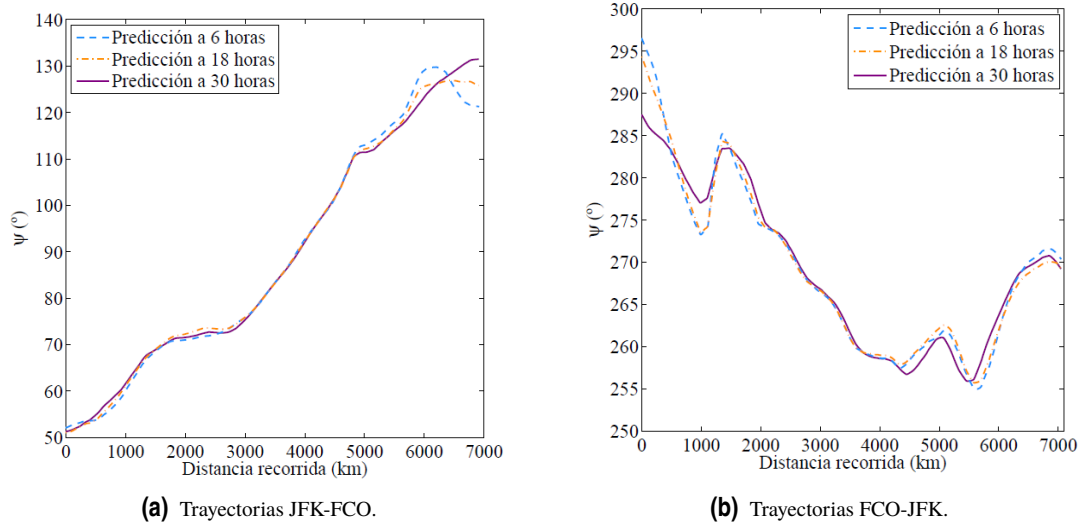 140
130
120
110
100
90
80
70
60
50
ψ (°)
Predicción a 6 horas
Predicción a 18 horas
Predicción a 30 horas
0 1000 2000 3000 4000 5000 6000 7000
Distancia recorrida (km)
(a) Trayectorias JFK-FCO.
300
295
290
285
280
275
270
265
260
255
250
ψ (°)
Predicción a 6 horas
Predicción a 18 horas
Predicción a 30 horas
0 1000 2000 3000 4000 5000 6000 7000
Distancia recorrida (km)
(b) Trayectorias FCO-JFK.